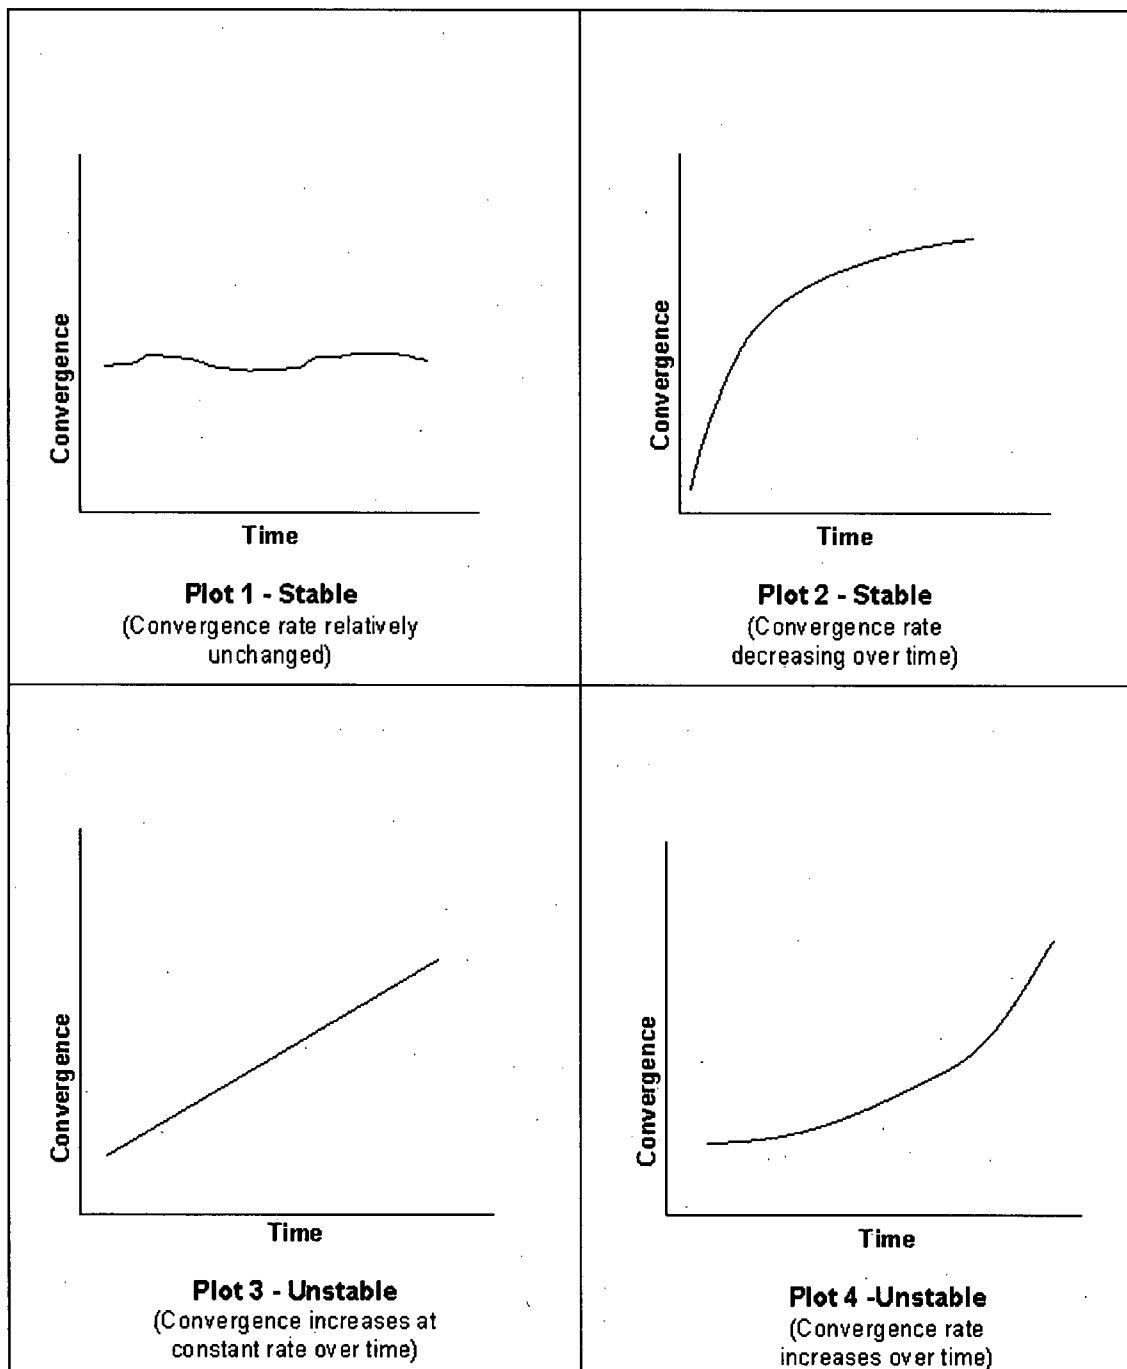 Convergence
Time
Plot 1 - Stable
(Convergence rate relatively
unchanged)
Convergence
Time
Plot 2 - Stable
(Convergence rate
decreasing over time)
Convergence
Time
Plot 3 - Unstable
(Convergence increases at
constant rate over time)
Convergence
Time
Plot 4 -Unstable
(Convergence rate
increases over time)